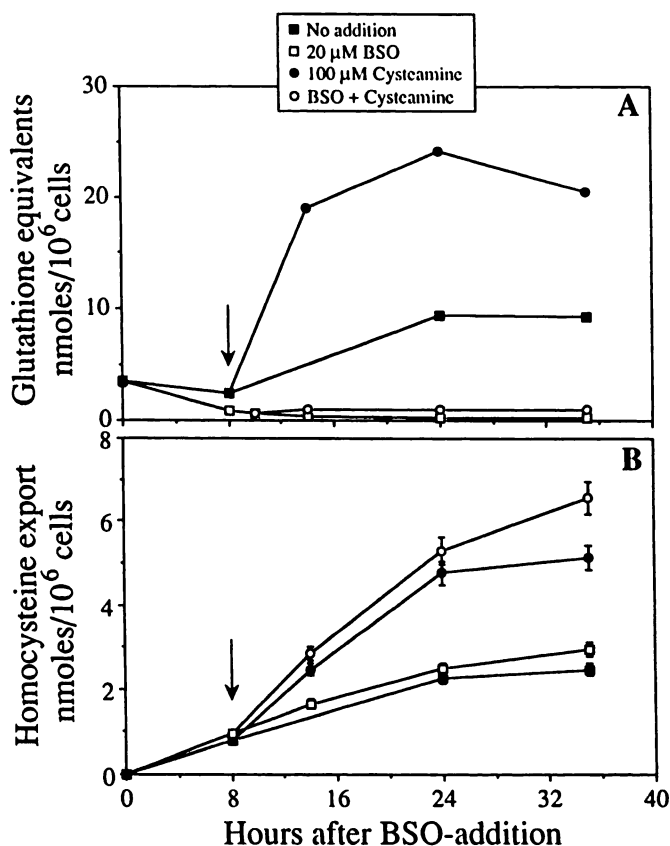 No addition
20 µM BSO
100 µM Cysteamine
BSO + Cysteamine
A
30
20
10
0
Glutathione equivalents
nmoles/10⁶cells
B
8
6
4
2
0
Homocysteine export
nmoles/10⁶ cells
0 8 16 24 32 40
Hours after BSO-addition